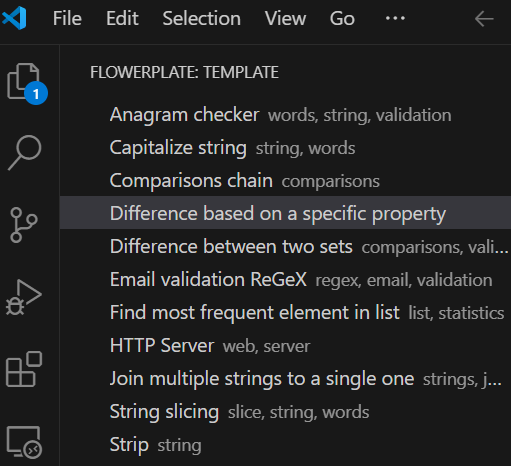 File Edit Selection View Go ···
FLOWERPLATE: TEMPLATE
1
Anagram checker words, string, validation
Capitalize string string, words
Comparisons chain comparisons
Difference based on a specific property
Difference between two sets comparisons, vali...
Email validation ReGeX regex, email, validation
Find most frequent element in list list, statistics
HTTP Server web, server
Join multiple strings to a single one strings, j...
String slicing slice, string, words
Strip string